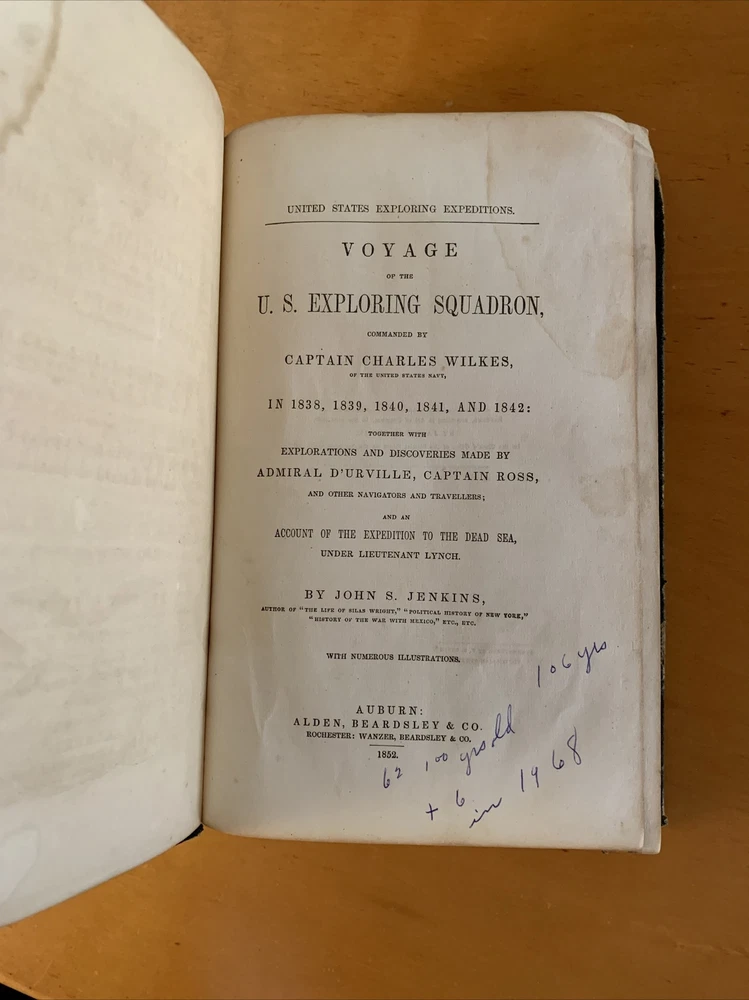 UNITED STATES EXPLORING EXPEDITIONS.
VOYAGE
OF THE
U. S. EXPLORING SQUADRON,
COMMANDED BY
CAPTAIN CHARLES WILKES,
OF THE UNITED STATES NAVY,
IN 1838, 1839, 1840, 1841, AND 1842:
TOGETHER WITH
EXPLORATIONS AND DISCOVERIES MADE BY
ADMIRAL D'URVILLE, CAPTAIN ROSS,
AND OTHER NAVIGATORS AND TRAVELLERS;
AND AN
ACCOUNT OF THE EXPEDITION TO THE DEAD SEA,
UNDER LIEUTENANT LYNCH.
BY JOHN S. JENKINS,
AUTHOR OF "THE LIFE OF SILAS WRIGHT," "POLITICAL HISTORY OF NEW YORK,"
"HISTORY OF THE WAR WITH MEXICO," ETC., ETC.
WITH NUMEROUS ILLUSTRATIONS.
106 yrs
AUBURN:
ALDEN, BEARDSLEY & CO.
ROCHESTER: WANZER, BEARDSLEY & CO.
1852.
62 100 yrs old
+ 6 in 1968